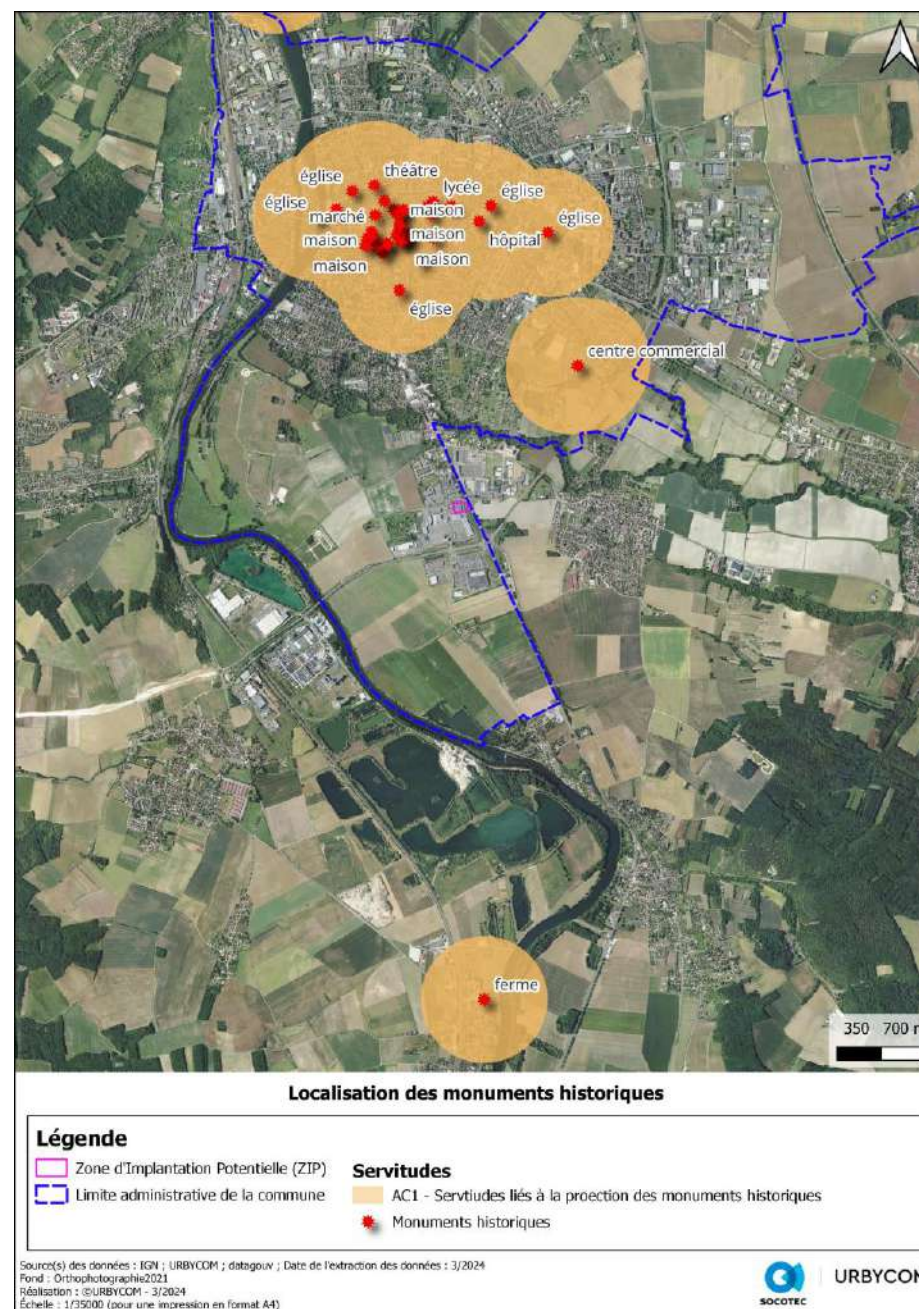 théâtre
église
lycée
église
église
marché
maison
église
maison
maison
hôpital
maison
maison
église
centre commercial
ferme
350 700 m
Localisation des monuments historiques
Légende
Zone d'Implantation Potentielle (ZIP)
Limite administrative de la commune
Servitudes
AC1 - Servtiudes liés à la proection des monuments historiques
Monuments historiques
Source(s) des données : IGN ; URBYCOM ; datagouv ; Date de l'extraction des données : 3/2024
Fond : Orthophotographie2021
Réalisation : ©URBYCOM - 3/2024
Échelle : 1/35000 (pour une impression en format A4)
SOCOTEC
URBYCOM